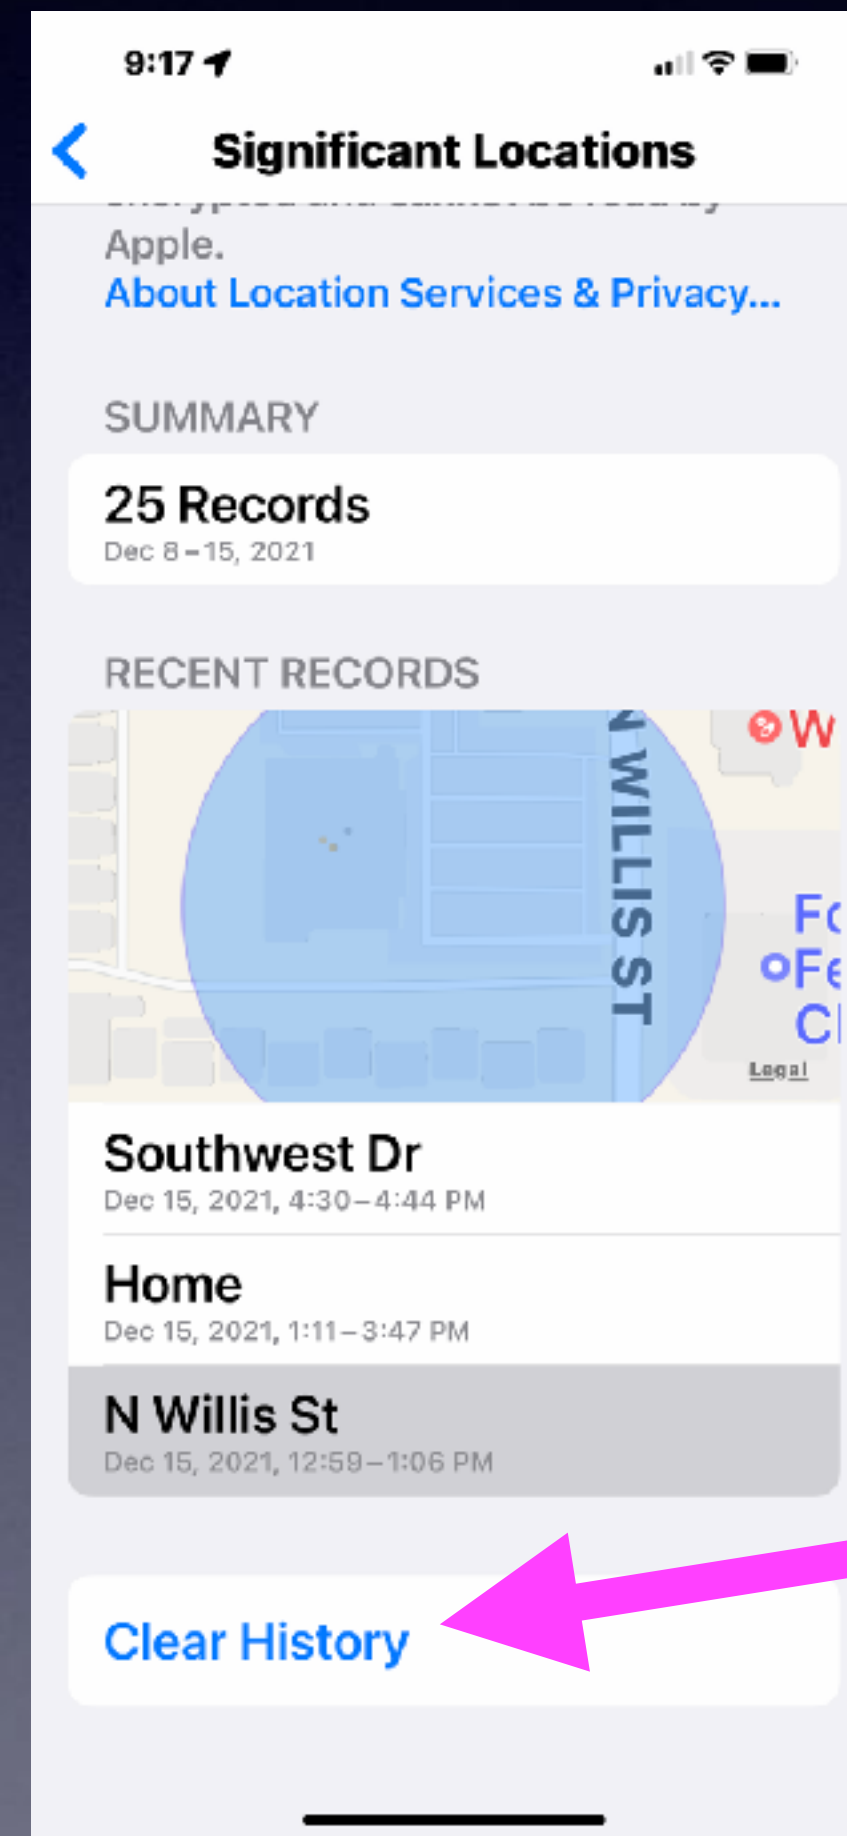 9:17
Significant Locations
Apple.
About Location Services & Privacy...
SUMMARY
25 Records
Dec 8–15, 2021
RECENT RECORDS
N WILLIS ST
W
Fo
Fe
Legal
Southwest Dr
Dec 15, 2021, 4:30–4:44 PM
Home
Dec 15, 2021, 1:11–3:47 PM
N Willis St
Dec 15, 2021, 12:59–1:06 PM
Clear History